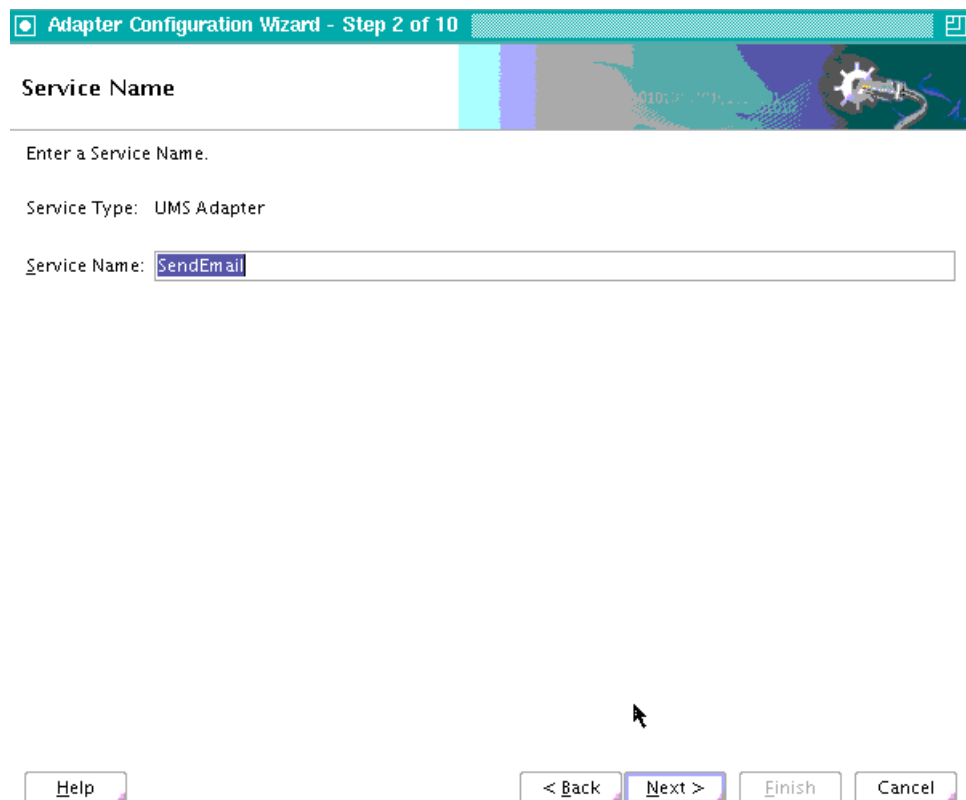 Adapter Configuration Wizard - Step 2 of 10
Service Name
Enter a Service Name.
Service Type: UMS Adapter
Service Name: SendEmail
Help < Back Next > Finish Cancel